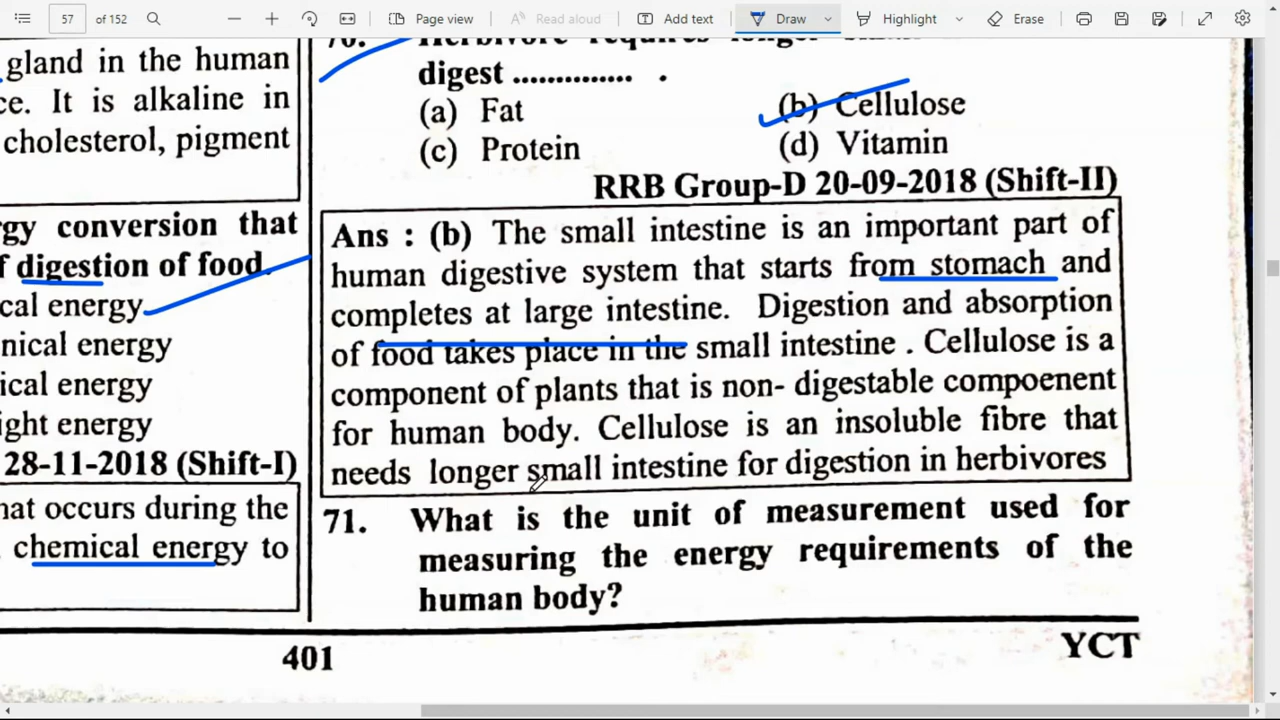 57
of 152
Page view
Read aloud
Add text
Draw
Highlight
Erase
gland in the human
ce. It is alkaline in
cholesterol, pigment
rgy conversion that
f digestion of food.
cal energy
nical energy
ical energy
ight energy
28-11-2018 (Shift-I)
hat occurs during the
chemical energy to
70. Herbivore requires longer small
digest .............. .
(a) Fat
(b) Cellulose
(c) Protein
(d) Vitamin
RRB Group-D 20-09-2018 (Shift-II)
Ans : (b) The small intestine is an important part of
human digestive system that starts from stomach and
completes at large intestine. Digestion and absorption
of food takes place in the small intestine . Cellulose is a
component of plants that is non- digestable compoenent
for human body. Cellulose is an insoluble fibre that
needs longer small intestine for digestion in herbivores
71. What is the unit of measurement used for
measuring the energy requirements of the
human body?
401
YCT